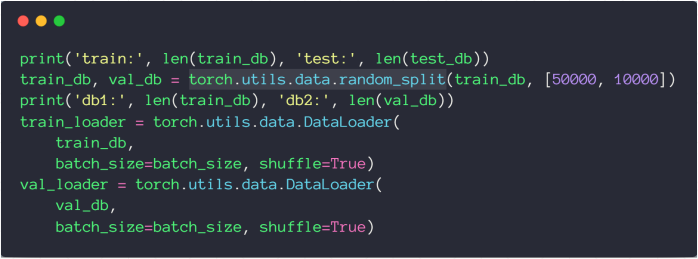 print('train:', len(train_db), 'test:', len(test_db))
train_db, val_db = torch.utils.data.random_split(train_db, [50000, 10000])
print('db1:', len(train_db), 'db2:', len(val_db))
train_loader = torch.utils.data.DataLoader(
    train_db,
    batch_size=batch_size, shuffle=True)
val_loader = torch.utils.data.DataLoader(
    val_db,
    batch_size=batch_size, shuffle=True)